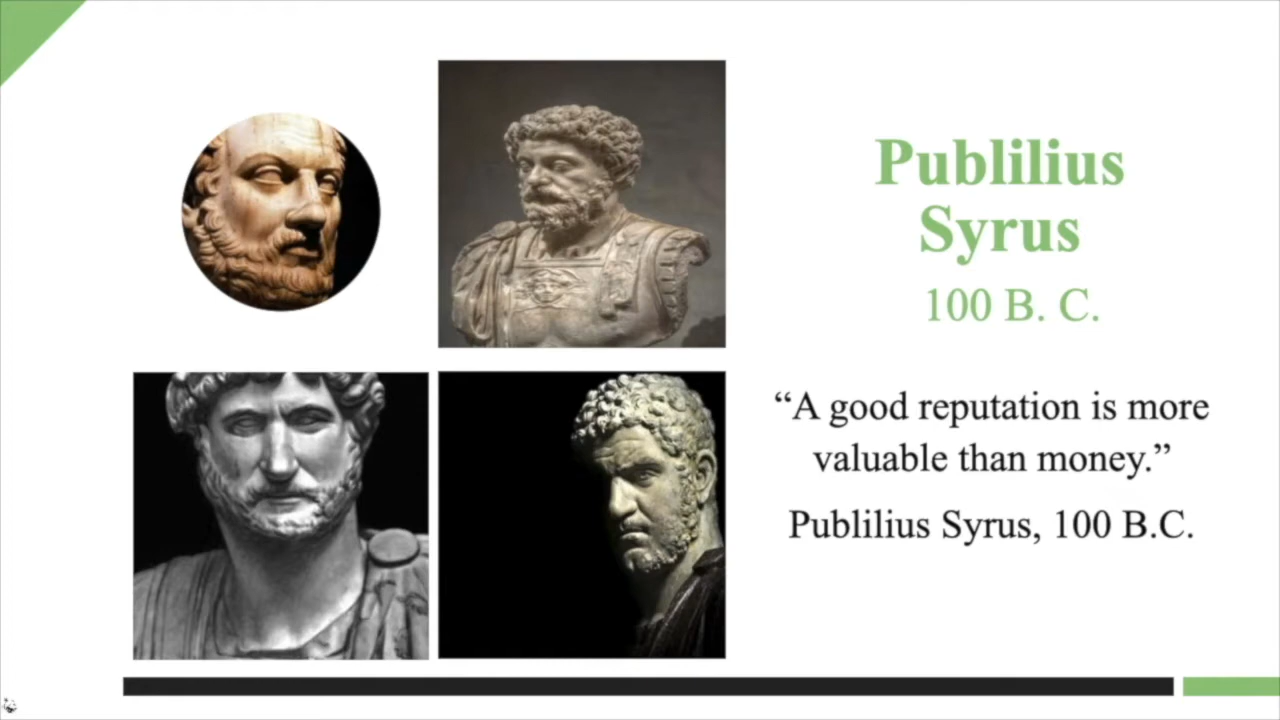 Publilius
Syrus
100 B. C.
“A good reputation is more
valuable than money.”
Publilius Syrus, 100 B.C.